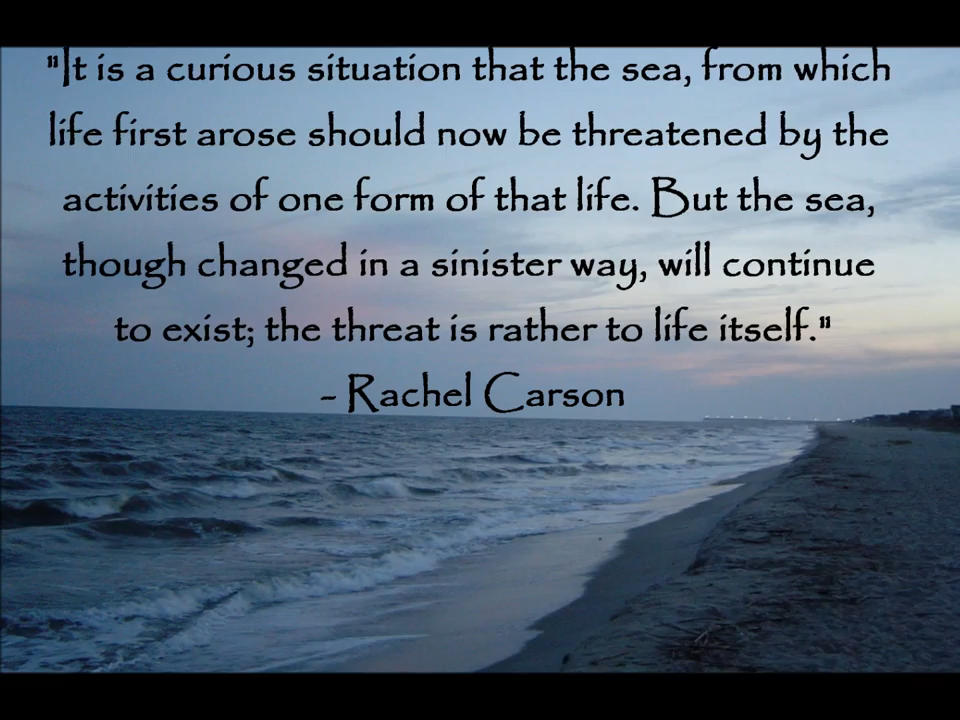 "It is a curious situation that the sea, from which
life first arose should now be threatened by the
activities of one form of that life. But the sea,
though changed in a sinister way, will continue
to exist; the threat is rather to life itself."
- Rachel Carson